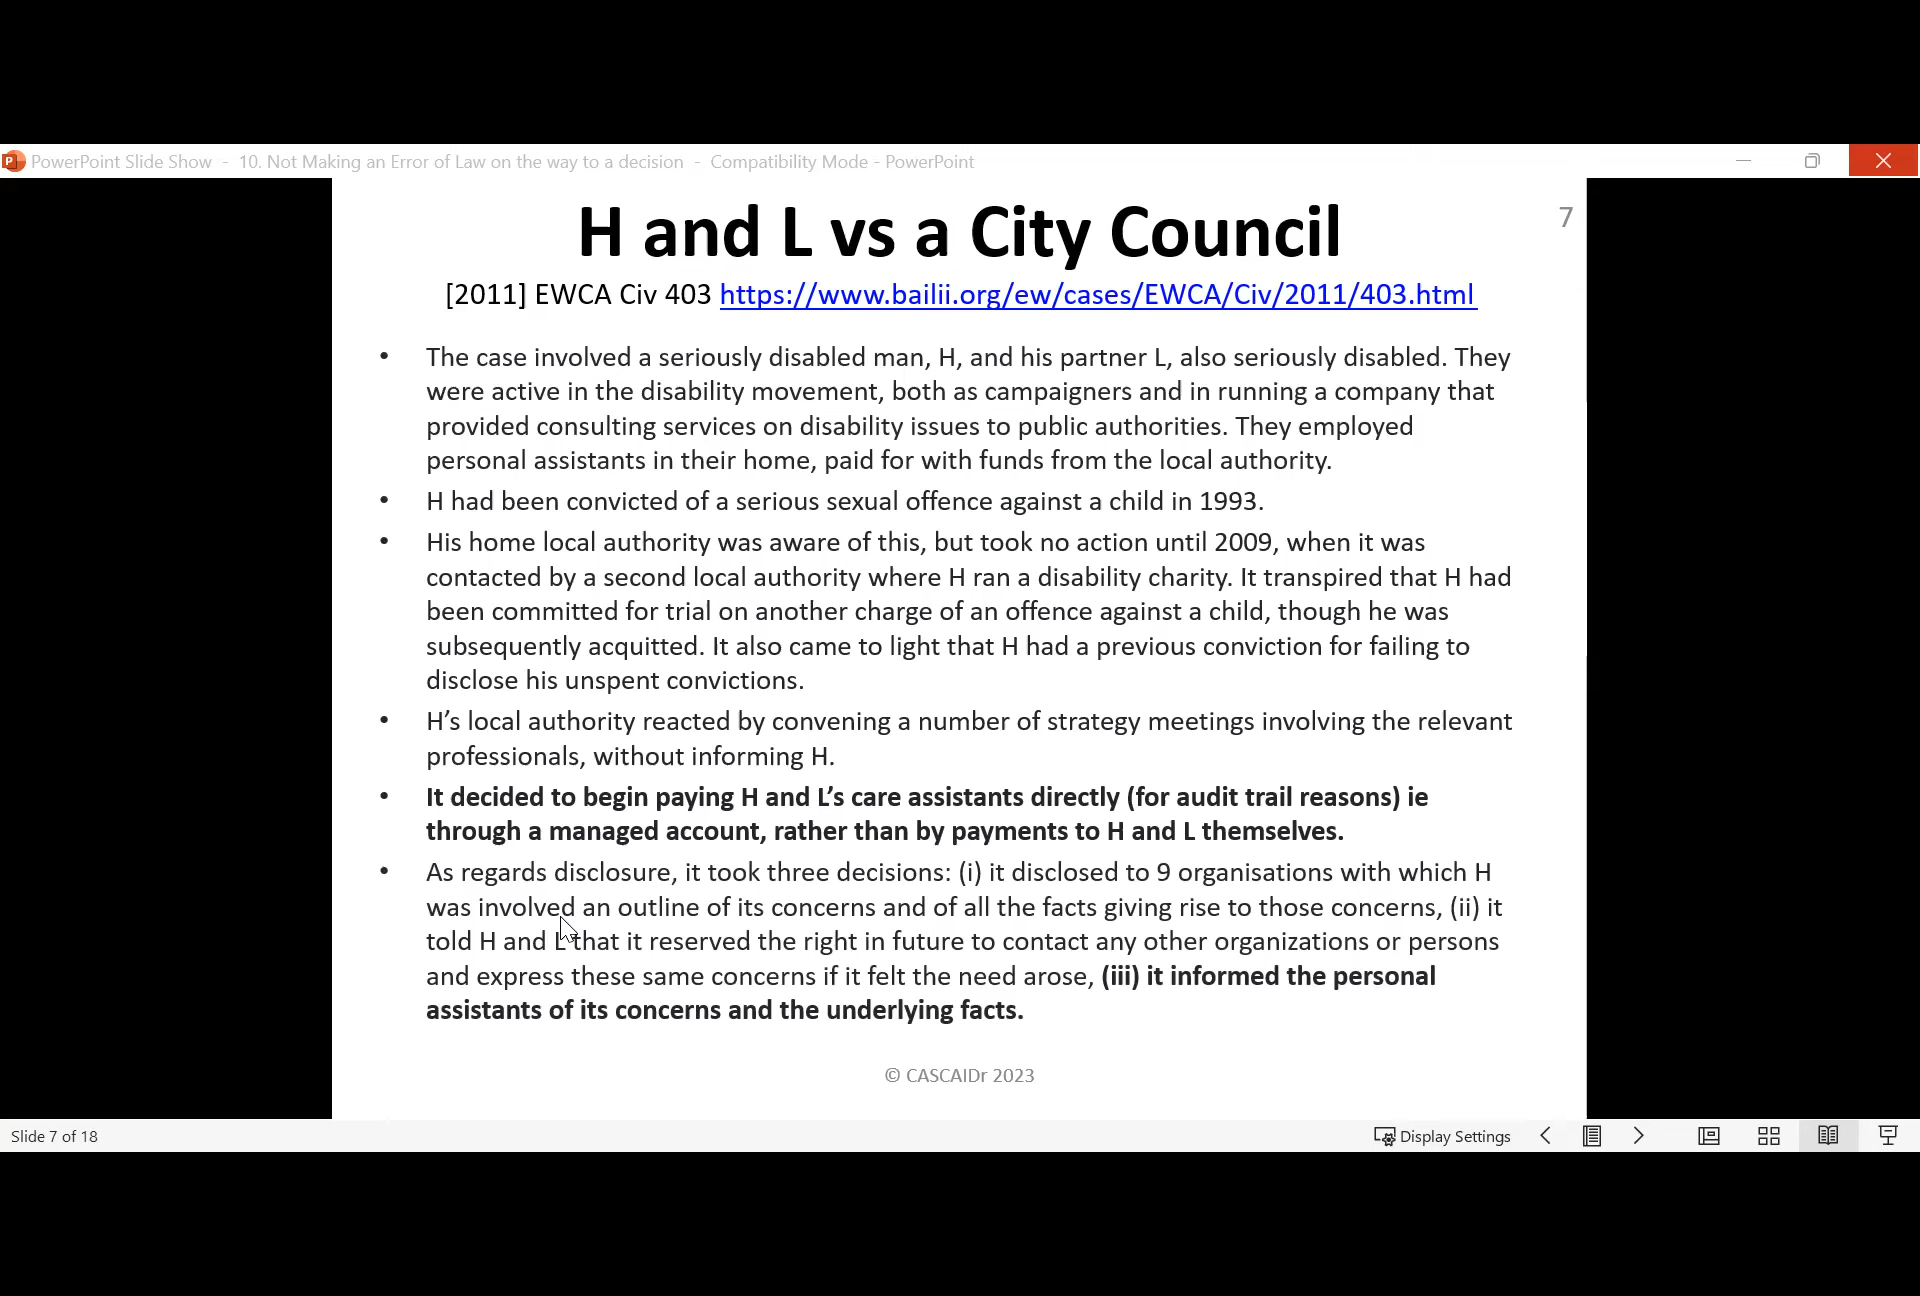 PowerPoint Slide Show - 10. Not Making an Error of Law on the way to a decision - Compatibility Mode - PowerPoint
H and L vs a City Council
7
[2011] EWCA Civ 403 https://www.bailii.org/ew/cases/EWCA/Civ/2011/403.html
• The case involved a seriously disabled man, H, and his partner L, also seriously disabled. They
were active in the disability movement, both as campaigners and in running a company that
provided consulting services on disability issues to public authorities. They employed
personal assistants in their home, paid for with funds from the local authority.
• H had been convicted of a serious sexual offence against a child in 1993.
• His home local authority was aware of this, but took no action until 2009, when it was
contacted by a second local authority where H ran a disability charity. It transpired that H had
been committed for trial on another charge of an offence against a child, though he was
subsequently acquitted. It also came to light that H had a previous conviction for failing to
disclose his unspent convictions.
• H’s local authority reacted by convening a number of strategy meetings involving the relevant
professionals, without informing H.
• It decided to begin paying H and L’s care assistants directly (for audit trail reasons) ie
through a managed account, rather than by payments to H and L themselves.
• As regards disclosure, it took three decisions: (i) it disclosed to 9 organisations with which H
was involved an outline of its concerns and of all the facts giving rise to those concerns, (ii) it
told H and L that it reserved the right in future to contact any other organizations or persons
and express these same concerns if it felt the need arose, (iii) it informed the personal
assistants of its concerns and the underlying facts.
© CASCAIDr 2023
Slide 7 of 18
Display Settings